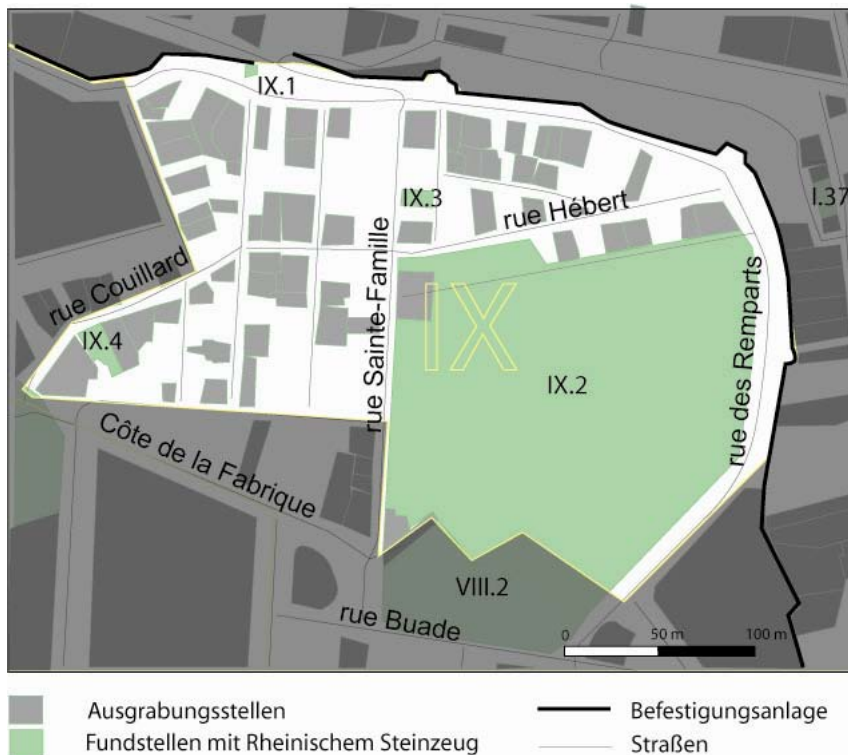 IX.1
I.37
IX.3
rue Hébert
rue Couillard
rue Sainte-Famille
rue des Remparts
IX
IX.4
IX.2
Côte de la Fabrique
VIII.2
rue Buade
0 50 m 100 m
Ausgrabungsstellen
Befestigungsanlage
Fundstellen mit Rheinischem Steinzeug
Straßen